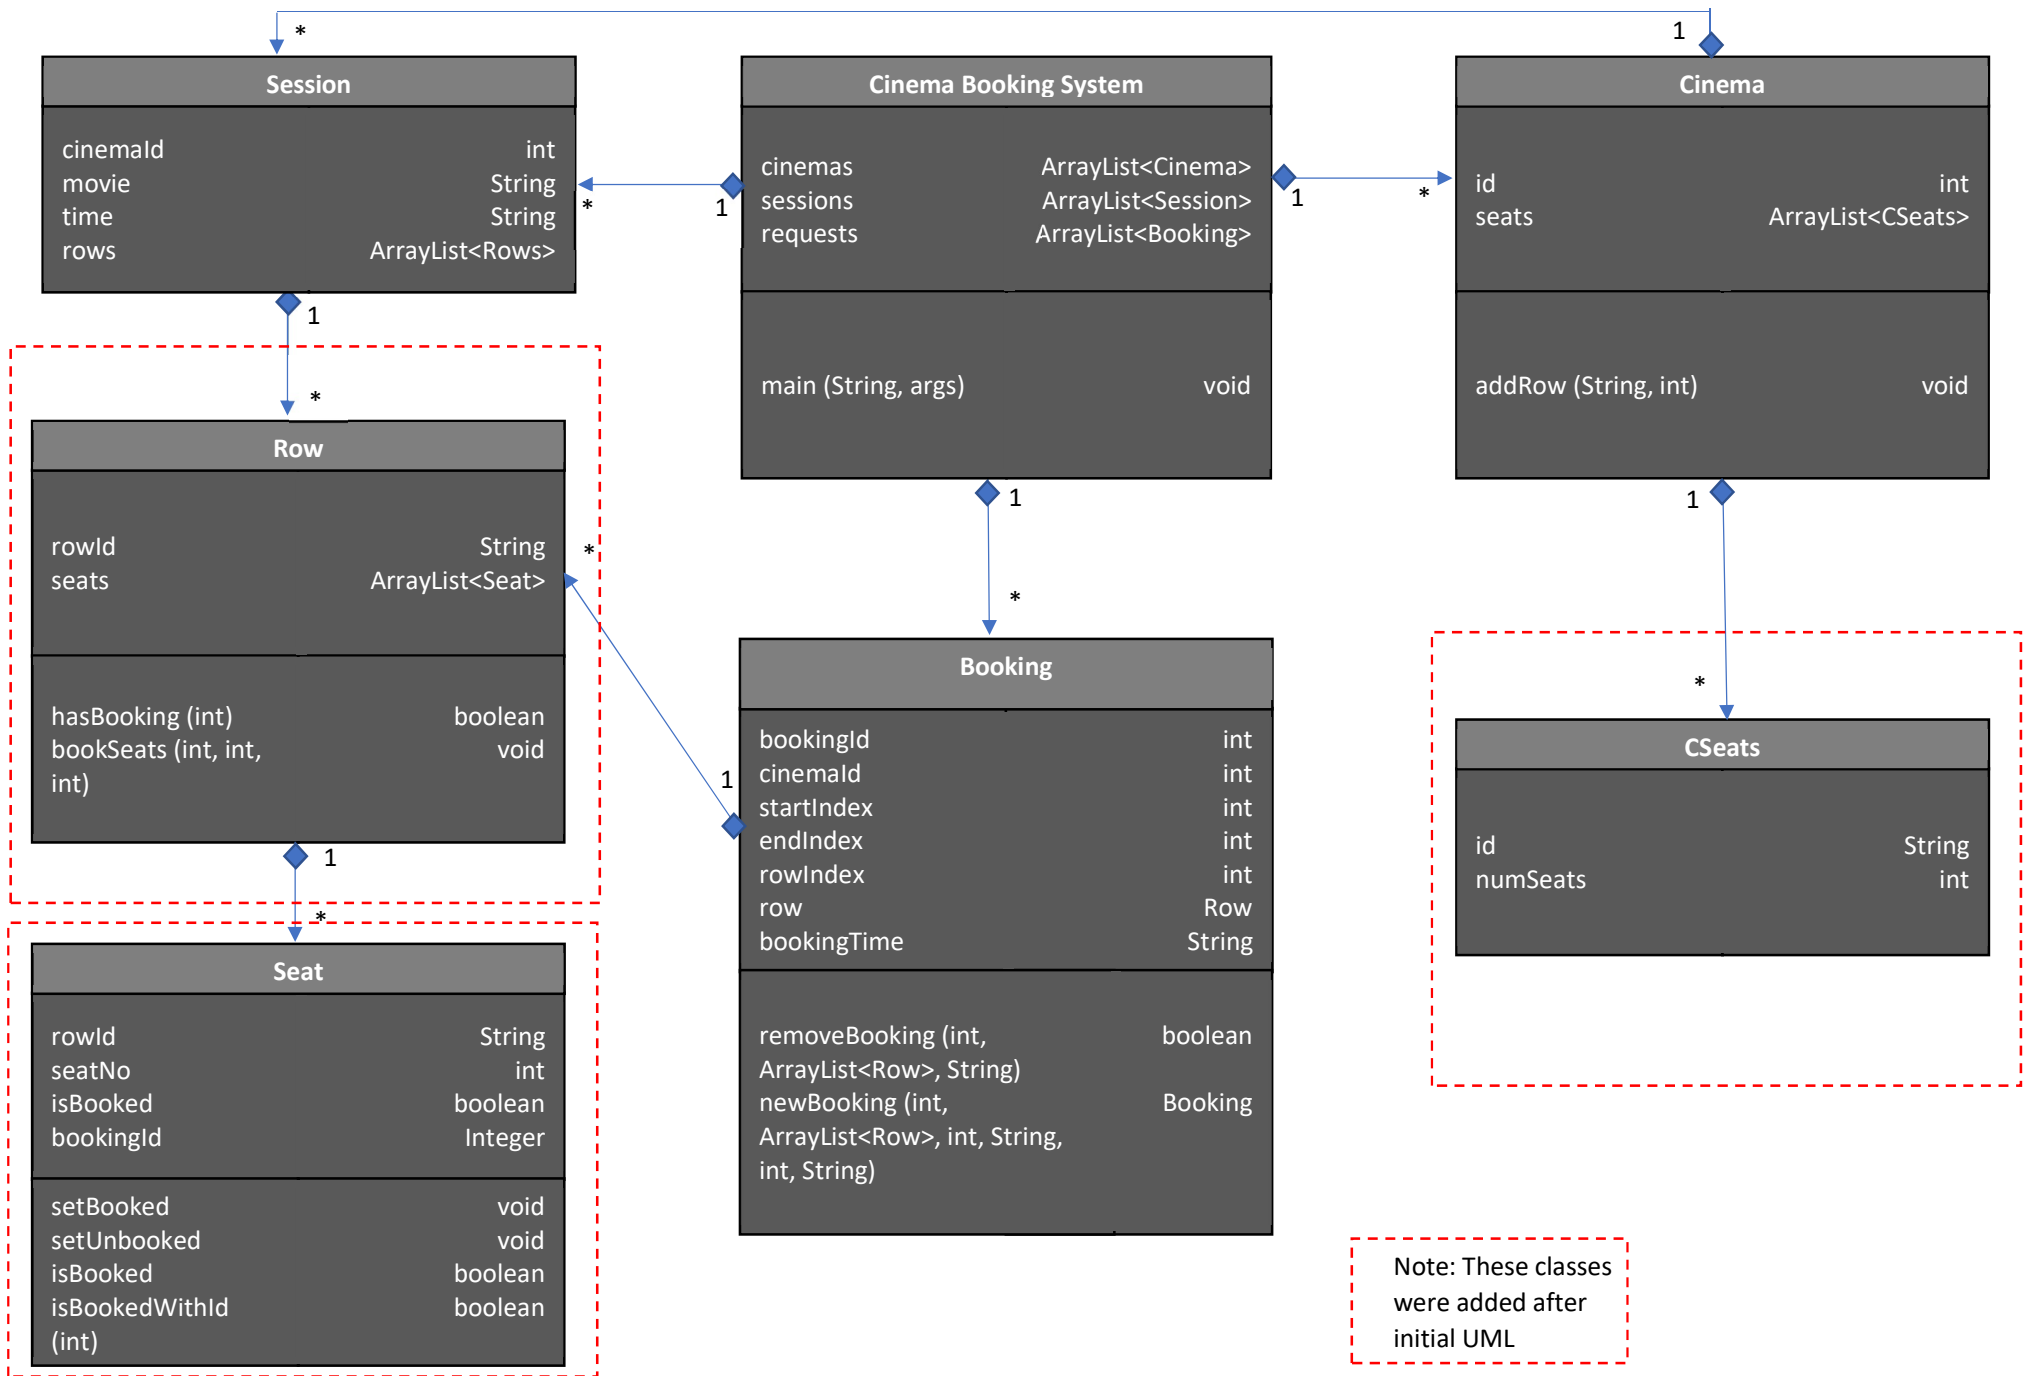 *
1
Session
cinemaId int
movie String
time String
rows ArrayList<Rows>
*
1
Cinema Booking System
cinemas ArrayList<Cinema>
sessions ArrayList<Session>
requests ArrayList<Booking>
main (String, args) void
1
*
Cinema
id int
seats ArrayList<CSeats>
addRow (String, int) void
1
*
Row
rowId String
seats ArrayList<Seat>
hasBooking (int) boolean
bookSeats (int, int, void
int)
*
1
1
*
Seat
rowId String
seatNo int
isBooked boolean
bookingId Integer
setBooked void
setUnbooked void
isBooked boolean
isBookedWithId boolean
(int)
1
*
Booking
bookingId int
cinemaId int
startIndex int
endIndex int
rowIndex int
row Row
bookingTime String
removeBooking (int, boolean
ArrayList<Row>, String)
newBooking (int, Booking
ArrayList<Row>, int, String,
int, String)
1
*
CSeats
id String
numSeats int
Note: These classes
were added after
initial UML